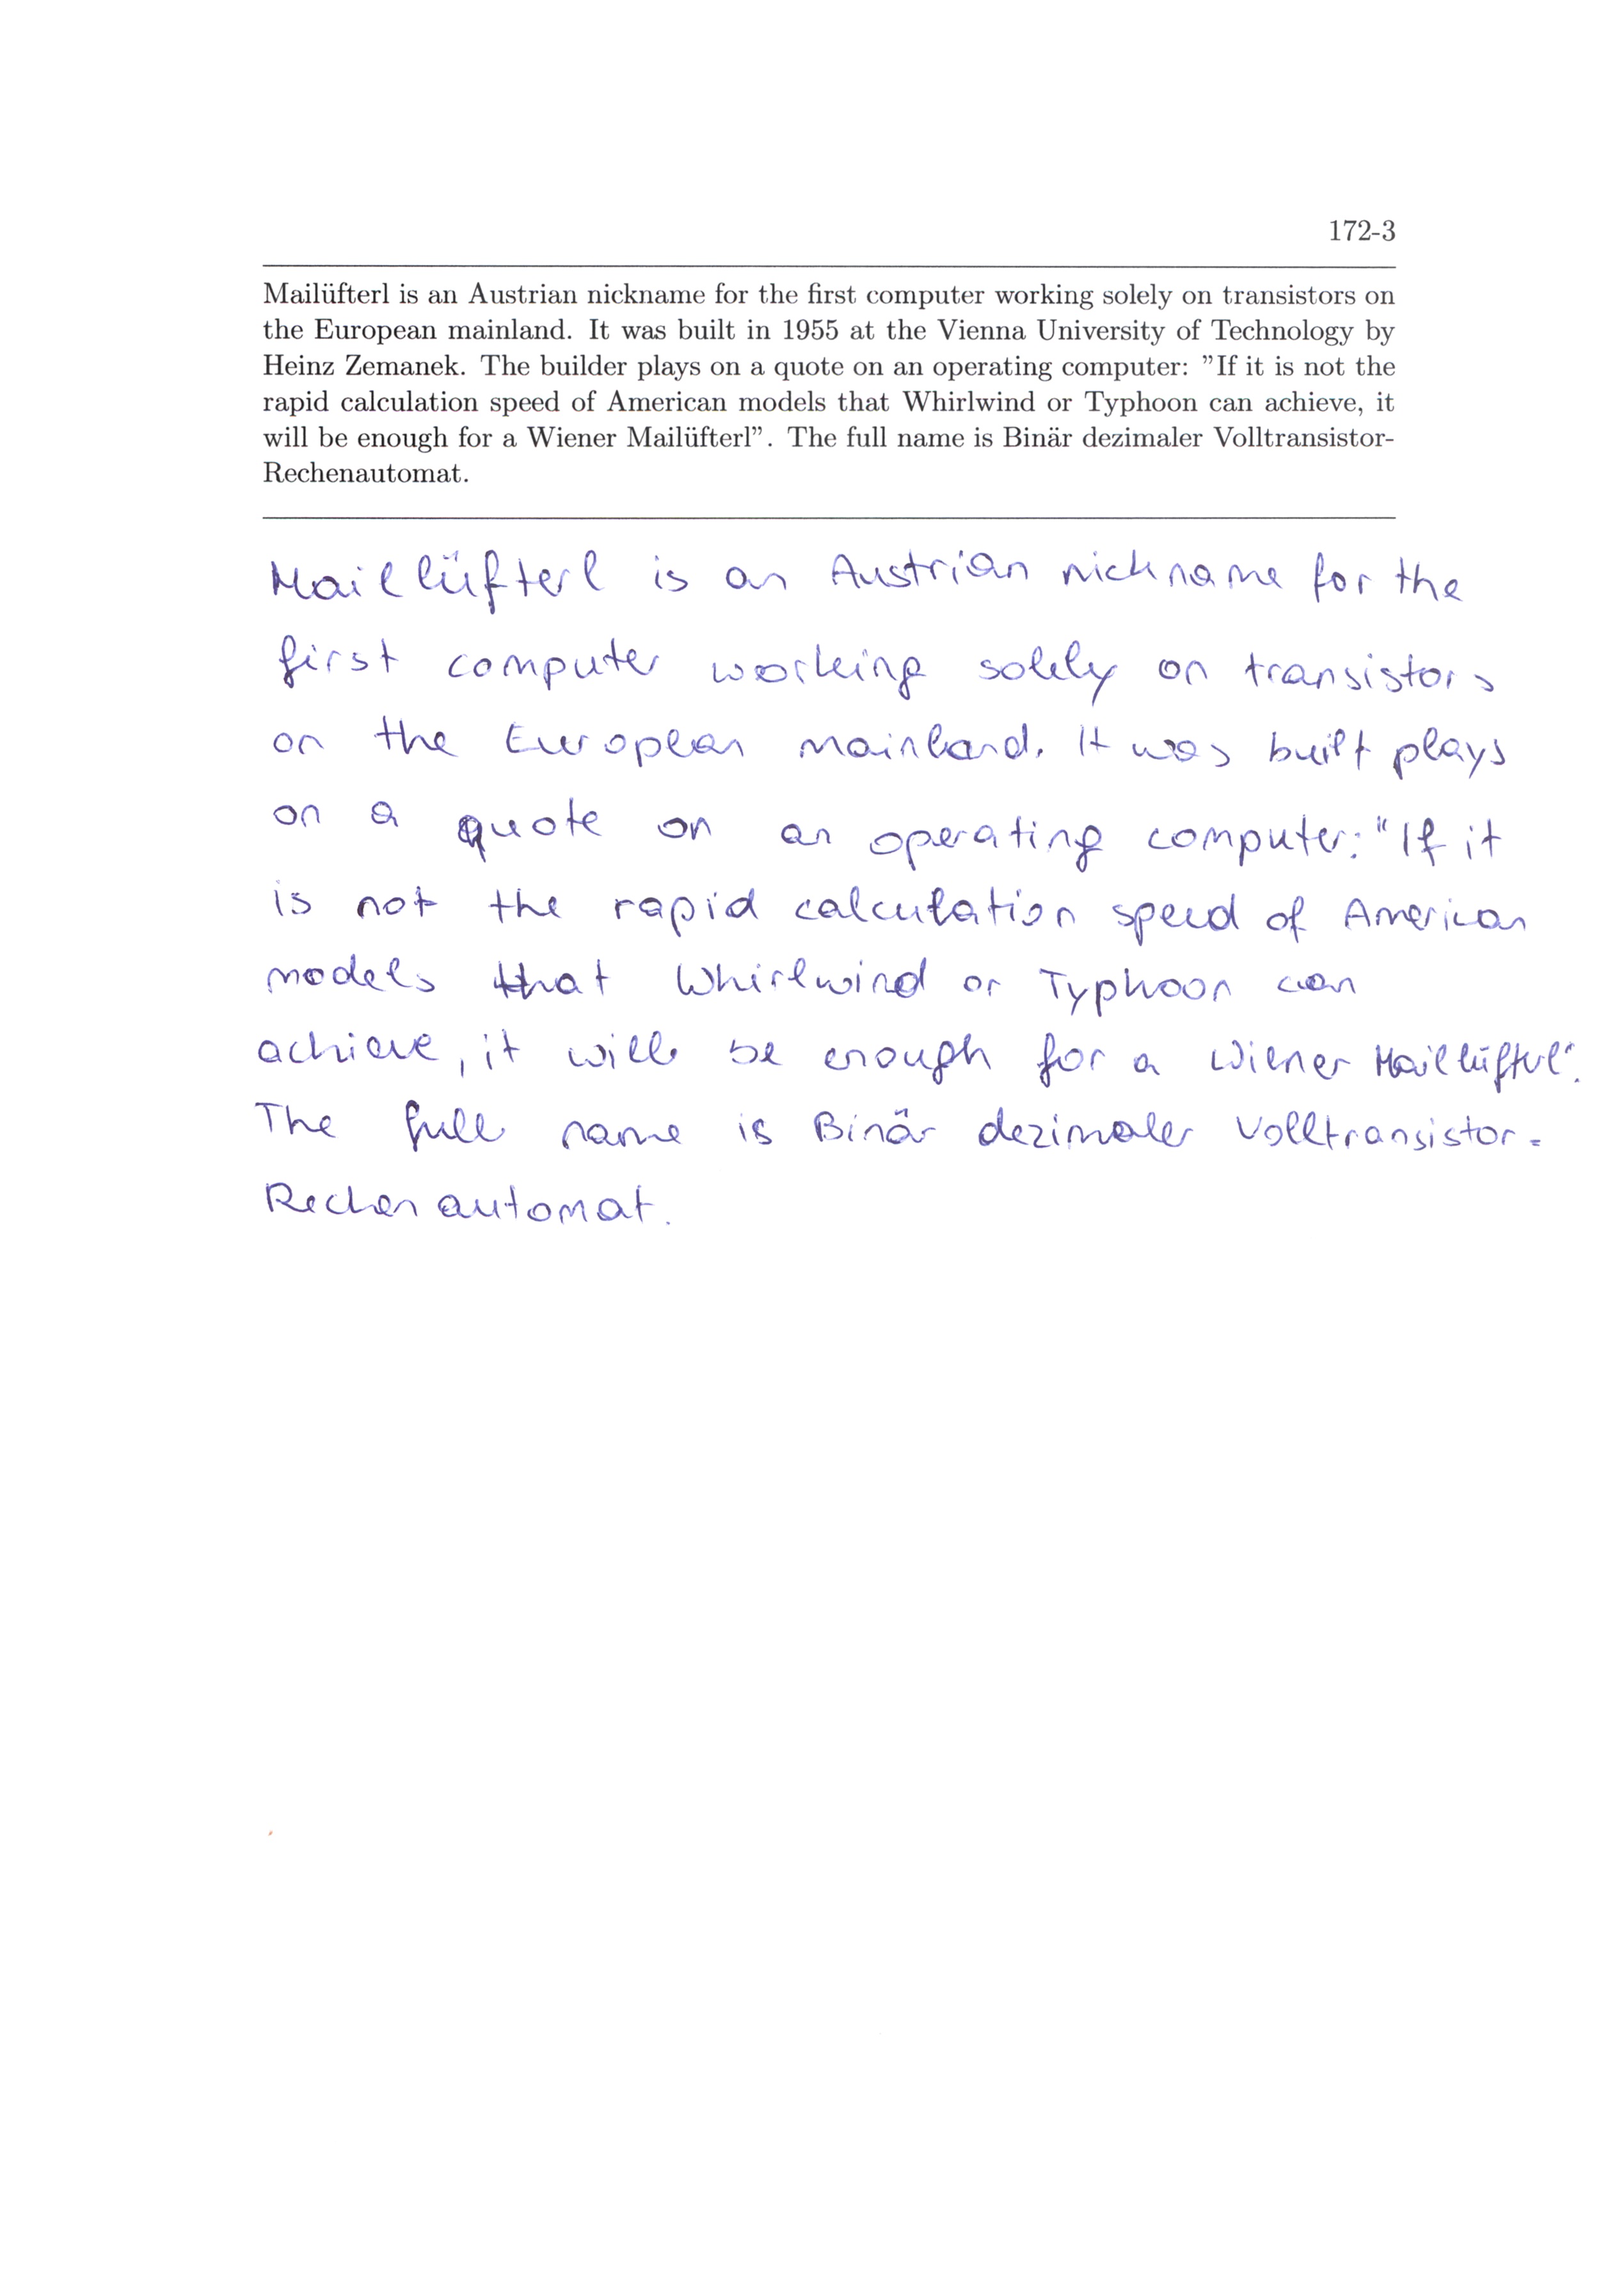 172-3
Mailüfterl is an Austrian nickname for the first computer working solely on transistors on
the European mainland. It was built in 1955 at the Vienna University of Technology by
Heinz Zemanek. The builder plays on a quote on an operating computer: ”If it is not the
rapid calculation speed of American models that Whirlwind or Typhoon can achieve, it
will be enough for a Wiener Mailüfterl”. The full name is Binär dezimaler Volltransistor-
Rechenautomat.
Maillüfterl is an Austrian nickname for the
first computer working solely on transistors
on the European mainland. It was built plays
on a quote on an operating computer: "If it
is not the rapid calculation speed of American
models that Whirlwind or Typhoon can
achieve, it will be enough for a Wiener Maillüfterl".
The full name is Binär dezimaler Volltransistor-
Rechenautomat.